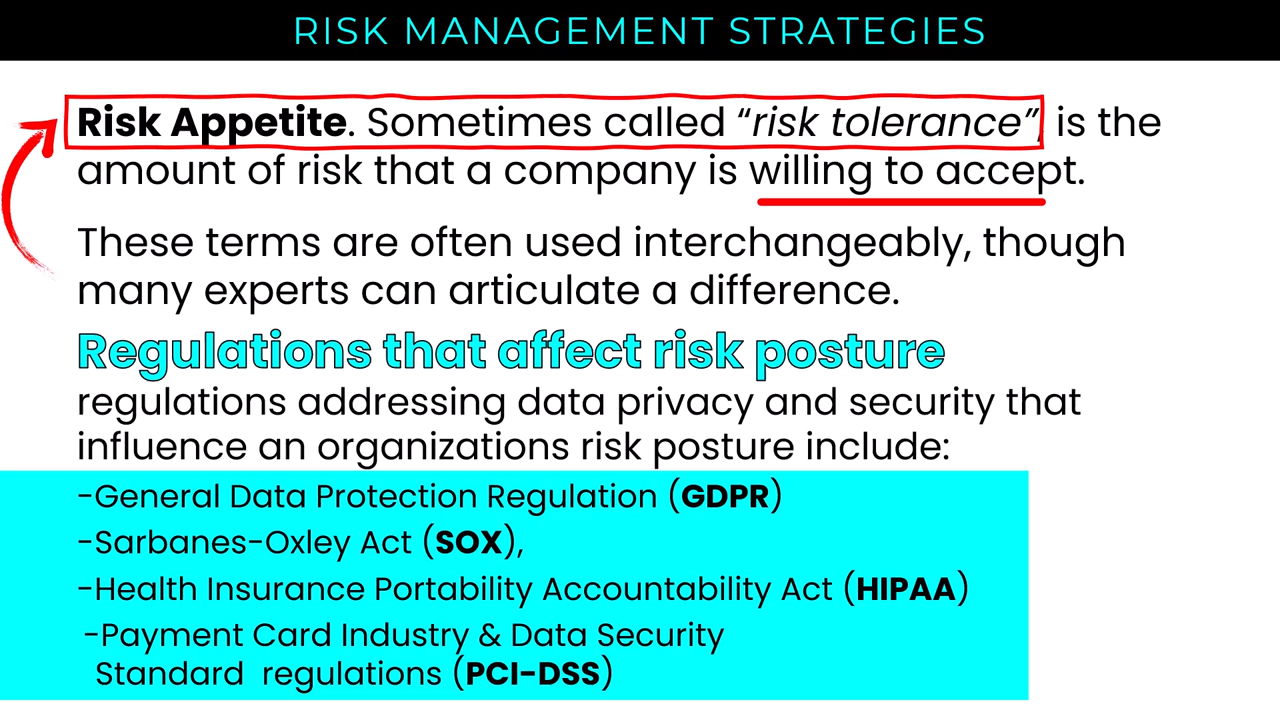 RISK MANAGEMENT STRATEGIES
Risk Appetite. Sometimes called “risk tolerance”, is the
amount of risk that a company is willing to accept.
These terms are often used interchangeably, though
many experts can articulate a difference.
Regulations that affect risk posture
regulations addressing data privacy and security that
influence an organizations risk posture include:
-General Data Protection Regulation (GDPR)
-Sarbanes-Oxley Act (SOX),
-Health Insurance Portability Accountability Act (HIPAA)
-Payment Card Industry & Data Security
Standard regulations (PCI-DSS)